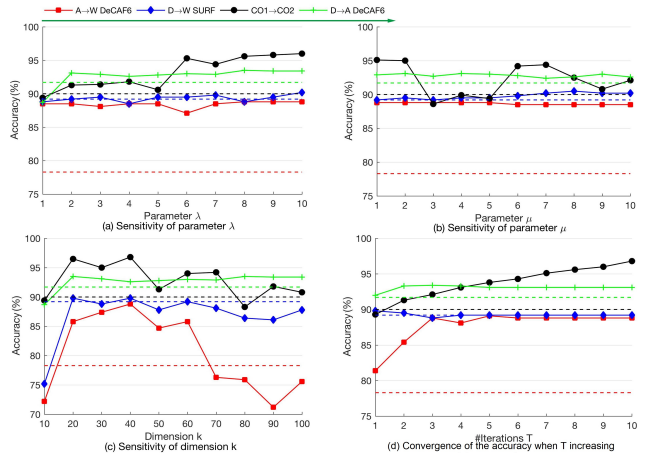 A→W DeCAF6 D→W SURF CO1→CO2 D→A DeCAF6
100
95
90
85
80
75
Accuracy(%)
1 2 3 4 5 6 7 8 9 10
Parameter λ
(a) Sensitivity of parameter λ
100
95
90
85
80
75
Accuracy(%)
1 2 3 4 5 6 7 8 9 10
Parameter μ
(b) Sensitivity of parameter μ
100
95
90
85
80
75
70
Accuracy(%)
10 20 30 40 50 60 70 80 90 100
Dimension k
(c) Sensitivity of dimension k
100
95
90
85
80
75
Accuracy(%)
1 2 3 4 5 6 7 8 9 10
#Iterations T
(d) Convergence of the accuracy when T increasing